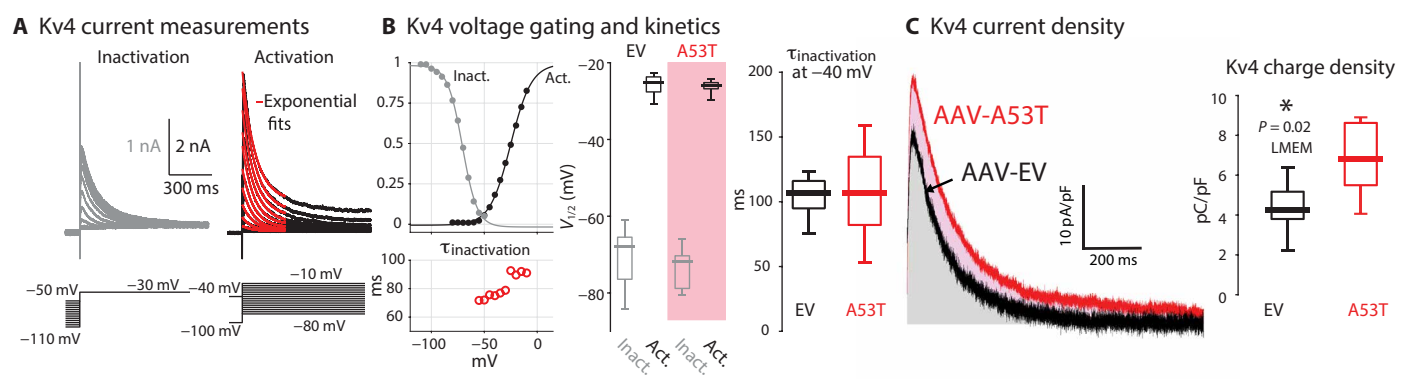 A Kv4 current measurements
Inactivation
Activation
Exponential
fits
1 nA
2 nA
300 ms
−50 mV
−30 mV
−110 mV
−10 mV
−40 mV
−100 mV
−80 mV
B Kv4 voltage gating and kinetics
1
0.75
0.5
0.25
0
Inact.
Act.
τinactivation
ms
100
80
60
−100
−50
0
mV
EV
A53T
V1/2 (mV)
−20
−40
−60
−80
Inact.
Act.
Inact.
Act.
τinactivation
at −40 mV
ms
200
150
100
50
0
EV
A53T
C Kv4 current density
AAV-A53T
AAV-EV
10 pA/pF
200 ms
Kv4 charge density
pC/pF
10
8
6
4
2
0
*
P = 0.02
LMEM
EV
A53T